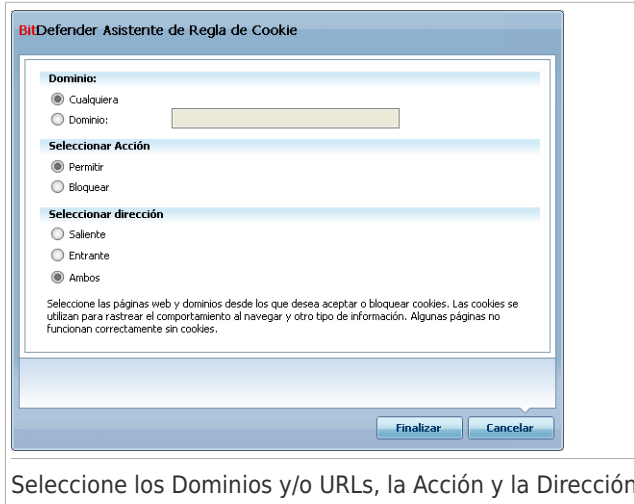 BitDefender Asistente de Regla de Cookie
Dominio:
Cualquiera
Dominio:
Seleccionar Acción
Permitir
Bloquear
Seleccionar dirección
Saliente
Entrante
Ambos
Seleccione las páginas web y dominios desde los que desea aceptar o bloquear cookies. Las cookies se
utilizan para rastrear el comportamiento al navegar y otro tipo de información. Algunas páginas no
funcionan correctamente sin cookies.
Finalizar Cancelar
Seleccione los Dominios y/o URLs, la Acción y la Dirección